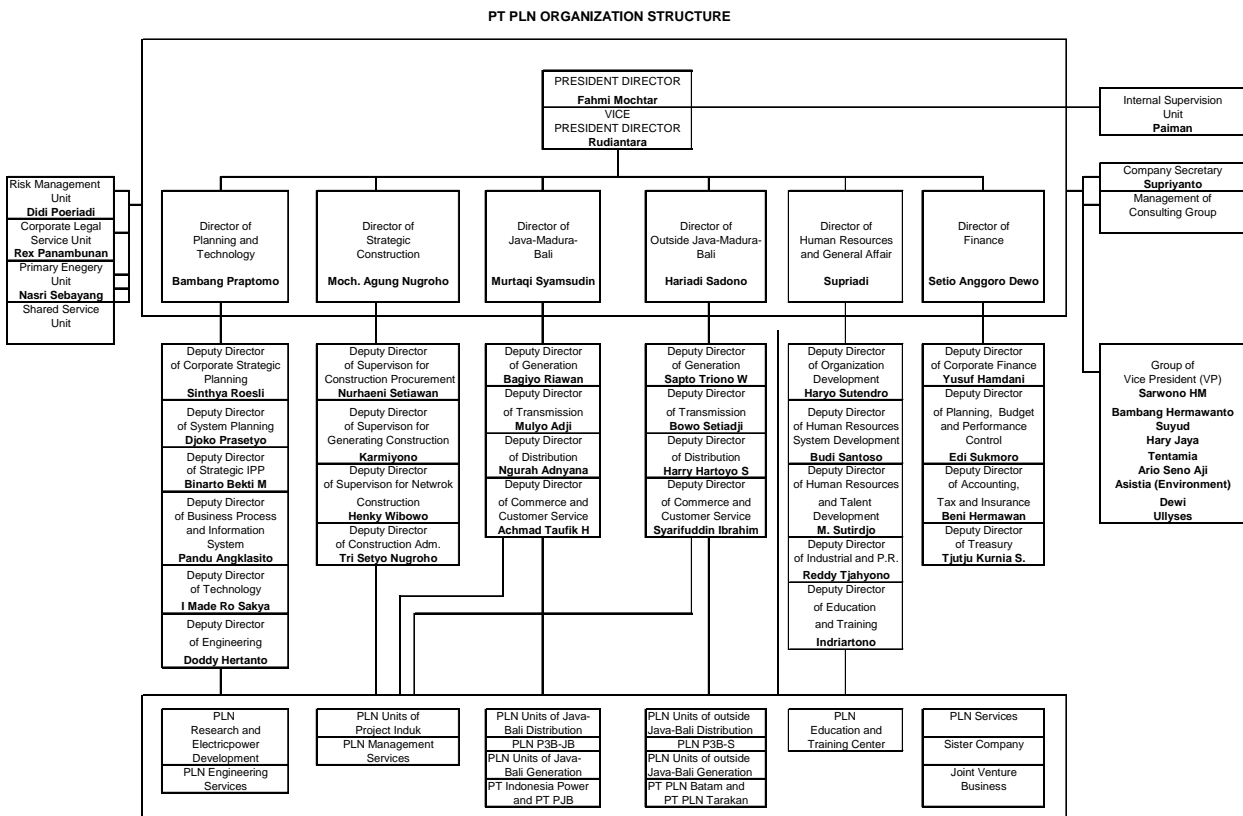 PT PLN ORGANIZATION STRUCTURE
PRESIDENT DIRECTOR
Fahmi Mochtar
VICE
PRESIDENT DIRECTOR
Rudiantara
Internal Supervision
Unit
Paiman
Risk Management
Unit
Didi Poeriadi
Corporate Legal
Service Unit
Rex Panambunan
Primary Enegery
Unit
Nasri Sebayang
Shared Service
Unit
Company Secretary
Supriyanto
Management of
Consulting Group
Director of
Planning and
Technology
Bambang Praptomo
Director of
Strategic
Construction
Moch. Agung Nugroho
Director of
Java-Madura-
Bali
Murtaqi Syamsudin
Director of
Outside Java-Madura-
Bali
Hariadi Sadono
Director of
Human Resources
and General Affair
Supriadi
Director of
Finance
Setio Anggoro Dewo
Deputy Director
of Corporate Strategic
Planning
Sinthya Roesli
Deputy Director
of System Planning
Djoko Prasetyo
Deputy Director
of Strategic IPP
Binarto Bekti M
Deputy Director
of Business Process
and Information
System
Pandu Angklasito
Deputy Director
of Technology
I Made Ro Sakya
Deputy Director
of Engineering
Doddy Hertanto
Deputy Director
of Supervison for
Construction Procurement
Nurhaeni Setiawan
Deputy Director
of Supervison for
Generating Construction
Karmiyono
Deputy Director
of Supervison for Netwrok
Construction
Henky Wibowo
Deputy Director
of Construction Adm.
Tri Setyo Nugroho
Deputy Director
of Generation
Bagiyo Riawan
Deputy Director
of Transmission
Mulyo Adji
Deputy Director
of Distribution
Ngurah Adnyana
Deputy Director
of Commerce and
Customer Service
Achmad Taufik H
Deputy Director
of Generation
Sapto Triono W
Deputy Director
of Transmission
Bowo Setiadji
Deputy Director
of Distribution
Harry Hartoyo S
Deputy Director
of Commerce and
Customer Service
Syarifuddin Ibrahim
Deputy Director
of Organization
Development
Haryo Sutendro
Deputy Director
of Human Resources
System Development
Budi Santoso
Deputy Director
of Human Resources
and Talent
Development
M. Sutirdjo
Deputy Director
of Industrial and P.R.
Reddy Tjahyono
Deputy Director
of Education
and Training
Indriartono
Deputy Director
of Corporate Finance
Yusuf Hamdani
Deputy Director
of Planning, Budget
and Performance
Control
Edi Sukmoro
Deputy Director
of Accounting,
Tax and Insurance
Beni Hermawan
Deputy Director
of Treasury
Tjutju Kurnia S.
Group of
Vice President (VP)
Sarwono HM
Bambang Hermawanto
Suyud
Hary Jaya
Tentamia
Ario Seno Aji
Asistia (Environment)
Dewi
Ullyses
PLN
Research and
Electricpower
Development
PLN Engineering
Services
PLN Units of
Project Induk
PLN Management
Services
PLN Units of Java-
Bali Distribution
PLN P3B-JB
PLN Units of Java-
Bali Generation
PT Indonesia Power
and PT PJB
PLN Units of outside
Java-Bali Distribution
PLN P3B-S
PLN Units of outside
Java-Bali Generation
PT PLN Batam and
PT PLN Tarakan
PLN
Education and
Training Center
PLN Services
Sister Company
Joint Venture
Business